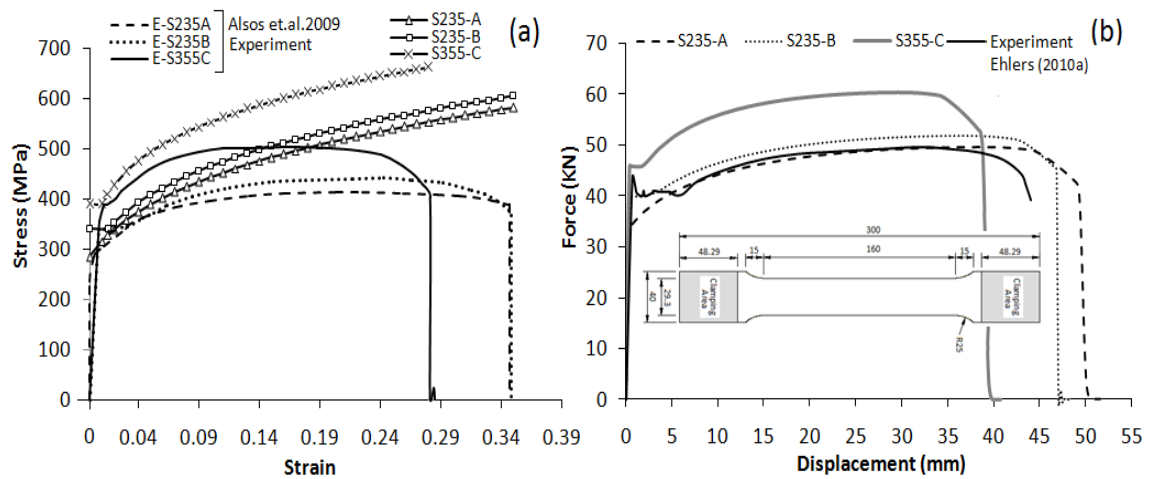 E-S235A
E-S235B
E-S355C
Alsos et.al.2009
Experiment
S235-A
S235-B
S355-C
(a)
Stress (MPa)
800
700
600
500
400
300
200
100
0
0 0.04 0.09 0.14 0.19 0.24 0.29 0.34 0.39
Strain
S235-A
S235-B
S355-C
Experiment
Ehlers (2010a)
(b)
Force (KN)
70
60
50
40
30
20
10
0
300
48.29 15 160 15 48.29
40
29.3
Clamping
Area
Clamping
Area
R25
0 5 10 15 20 25 30 35 40 45 50 55
Displacement (mm)